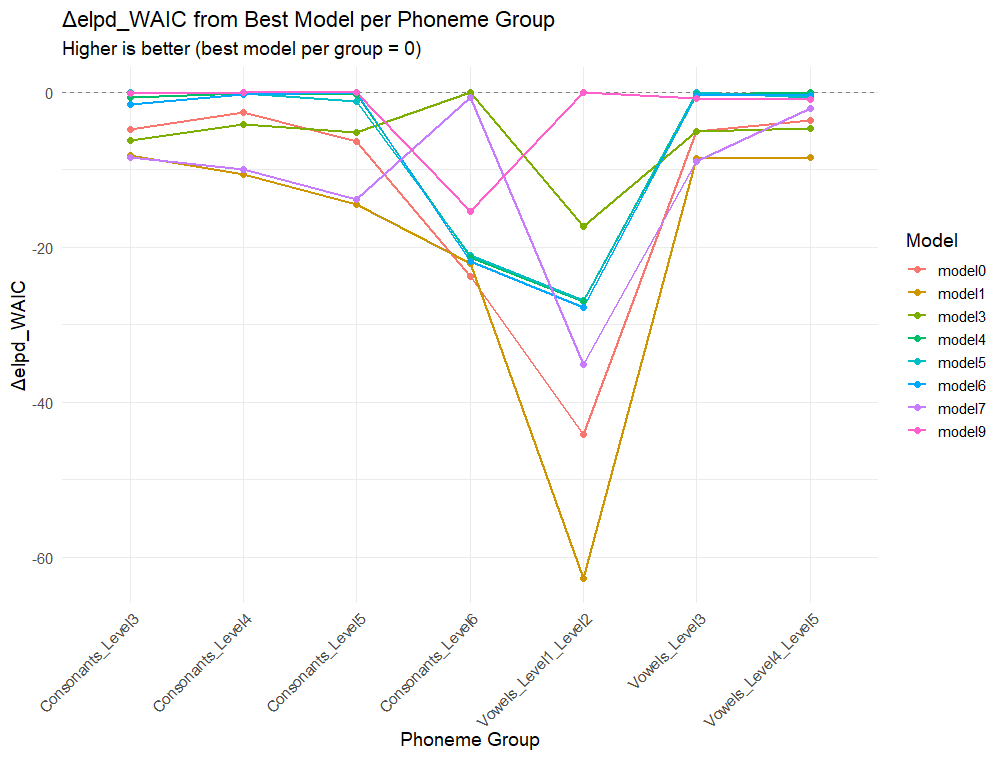 Δelpd_WAIC from Best Model per Phoneme Group
Higher is better (best model per group = 0)
0
-20
-40
-60
Δelpd_WAIC
Consonants_Level3
Consonants_Level4
Consonants_Level5
Consonants_Level6
Vowels_Level1_Level2
Vowels_Level3
Vowels_Level4_Level5
Phoneme Group
Model
model0
model1
model3
model4
model5
model6
model7
model9